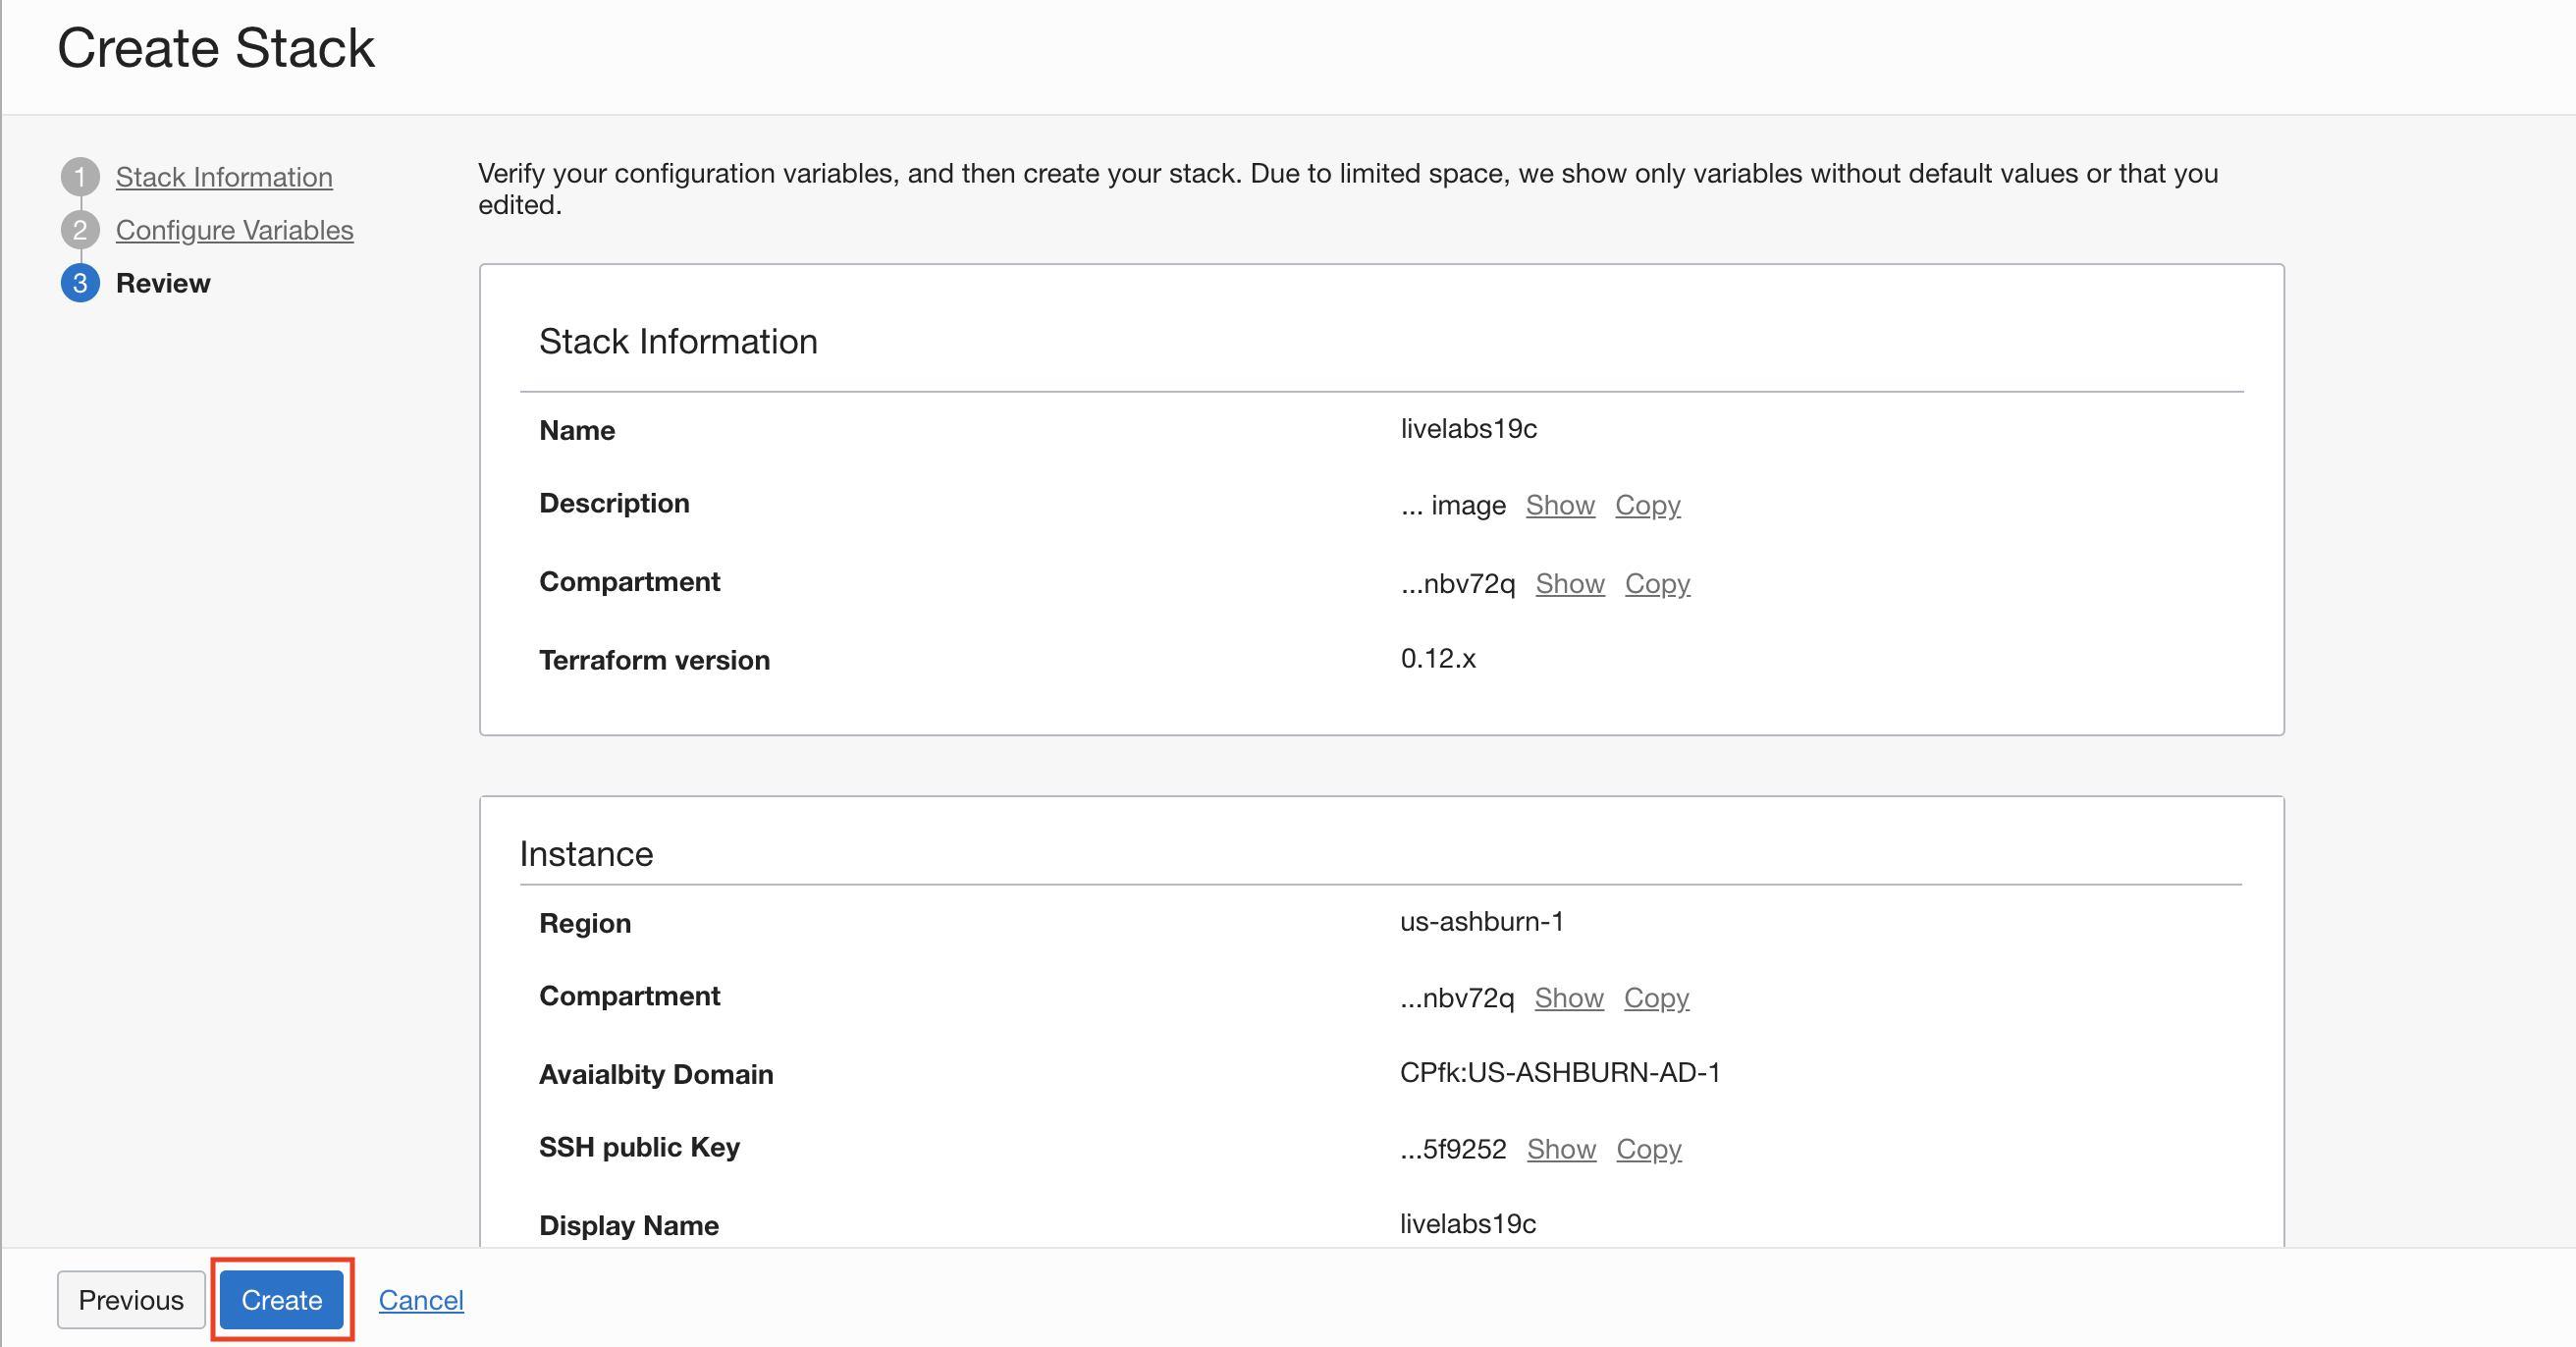 Create Stack
1 Stack Information
2 Configure Variables
3 Review
Verify your configuration variables, and then create your stack. Due to limited space, we show only variables without default values or that you
edited.
Stack Information
Name livelabs19c
Description ... image Show Copy
Compartment ...nbv72q Show Copy
Terraform version 0.12.x
Instance
Region us-ashburn-1
Compartment ...nbv72q Show Copy
Avaialbity Domain CPfk:US-ASHBURN-AD-1
SSH public Key ...5f9252 Show Copy
Display Name livelabs19c
Previous Create Cancel